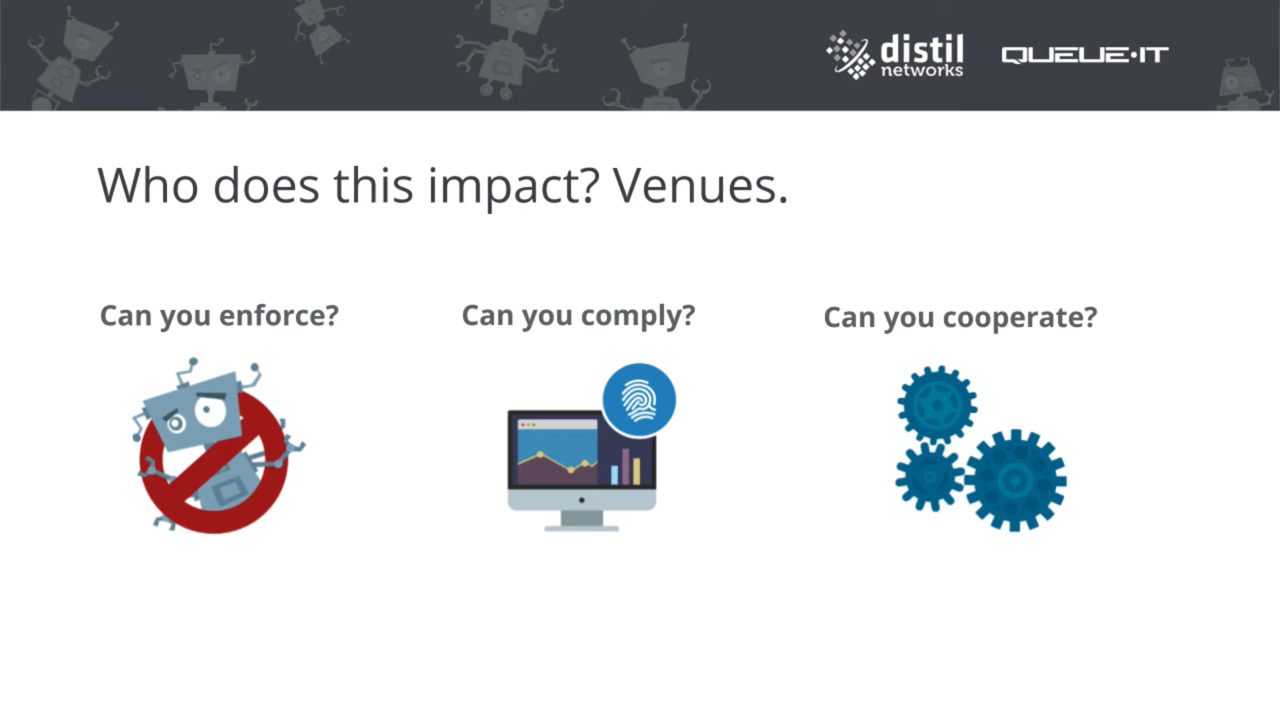 distil
networks
QUEUE·IT
Who does this impact? Venues.
Can you enforce?
Can you comply?
Can you cooperate?